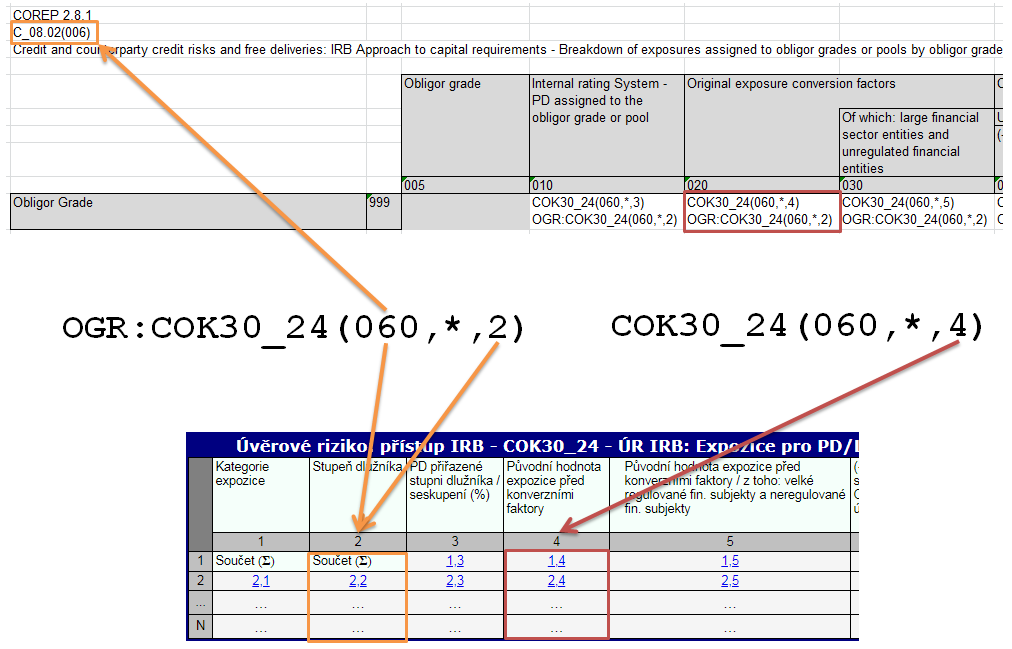 COREP 2.8.1
C_08.02(006)
Credit and counterparty credit risks and free deliveries: IRB Approach to capital requirements - Breakdown of exposures assigned to obligor grades or pools by obligor grade
Obligor grade
Internal rating System -
PD assigned to the
obligor grade or pool
Original exposure conversion factors
Of which: large financial
sector entities and
unregulated financial
entities
005
010
020
030
Obligor Grade
999
COK30_24(060,*,3)
OGR:COK30_24(060,*,2)
COK30_24(060,*,4)
OGR:COK30_24(060,*,2)
COK30_24(060,*,5)
OGR:COK30_24(060,*,2)
OGR:COK30_24(060,*,2)
COK30_24(060,*,4)
Úvěrové riziko, přístup IRB - COK30_24 - ÚR IRB: Expozice pro PD/
Kategorie
expozice
Stupeň dlužníka
PD přiřazené
stupni dlužníka /
seskupení (%)
Původní hodnota
expozice před
konverzními
faktory
Původní hodnota expozice před
konverzními faktory / z toho: velké
regulované fin. subjekty a neregulované
fin. subjekty
1 2 3 4 5
1 Součet (Σ) Součet (Σ) 1,3 1,4 1,5
2 2,1 2,2 2,3 2,4 2,5
... ... ... ... ... ...
N ... ... ... ... ...